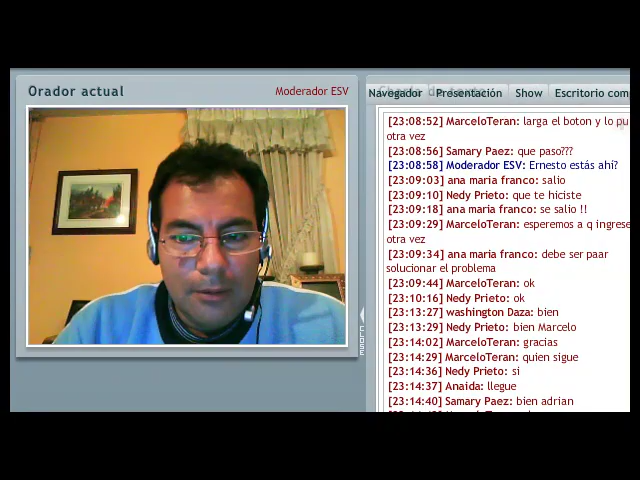 Orador actual
Moderador ESV
Navegador Presentación Show Escritorio com
[23:08:52] MarceloTeran: larga el boton y lo pu
otra vez
[23:08:56] Samary Paez: que paso???
[23:08:58] Moderador ESV: Ernesto estás ahí?
[23:09:03] ana maria franco: salio
[23:09:10] Nedy Prieto: que te hiciste
[23:09:18] ana maria franco: se salio !!
[23:09:29] MarceloTeran: esperemos a q ingrese
otra vez
[23:09:34] ana maria franco: debe ser paar
solucionar el problema
[23:09:44] MarceloTeran: ok
[23:10:16] Nedy Prieto: ok
[23:13:27] washington Daza: bien
[23:13:29] Nedy Prieto: bien Marcelo
[23:14:02] MarceloTeran: gracias
[23:14:29] MarceloTeran: quien sigue
[23:14:36] Nedy Prieto: si
[23:14:37] Anaida: llegue
[23:14:40] Samary Paez: bien adrian